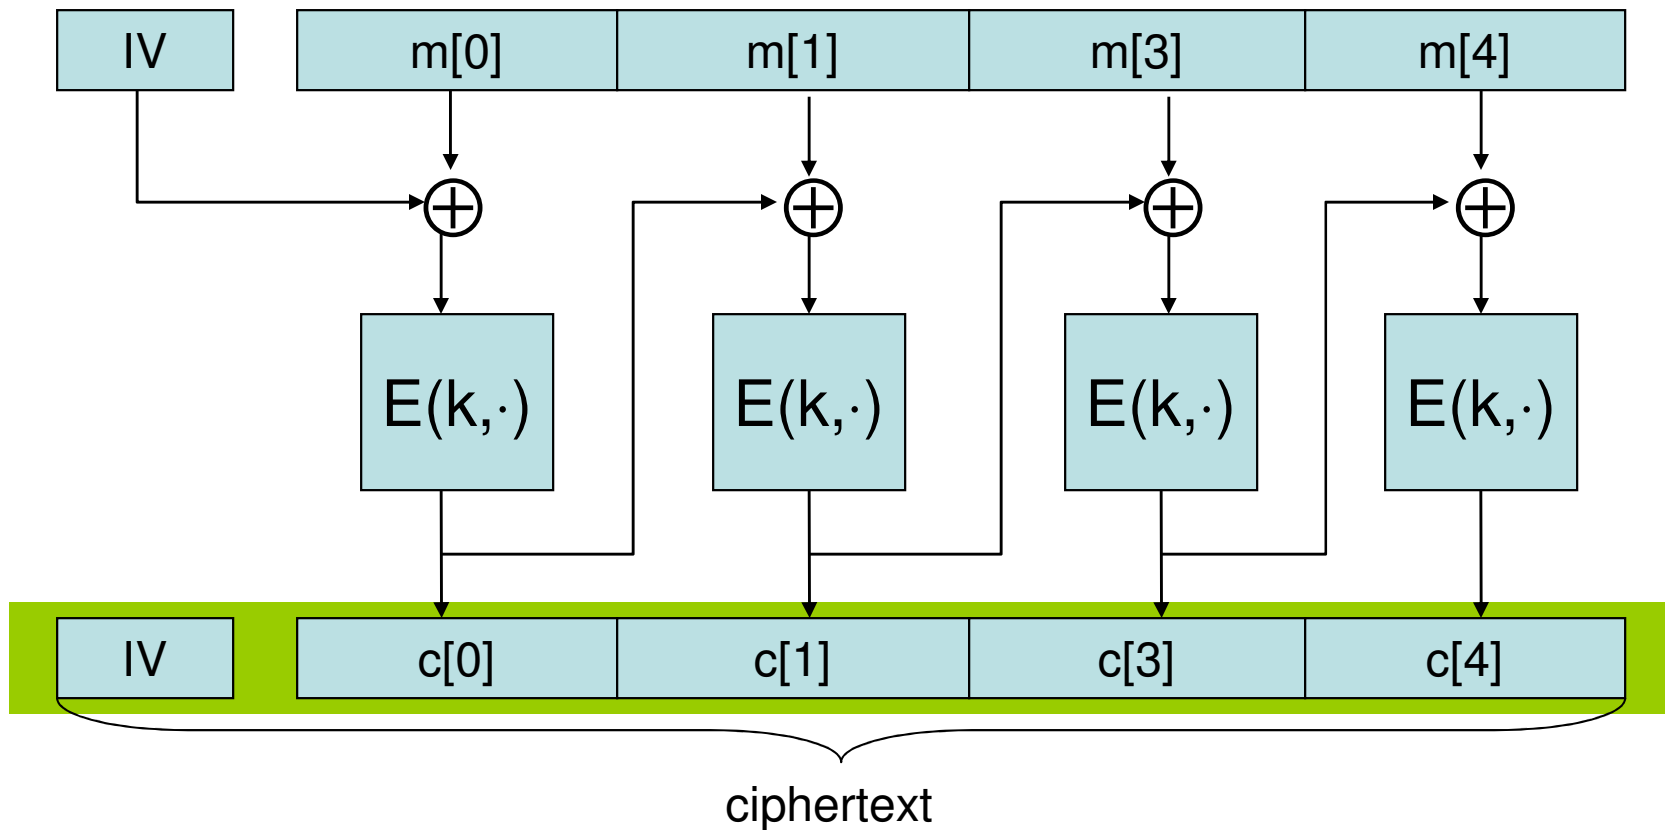 IV m[0] m[1] m[3] m[4]
E(k,·) E(k,·) E(k,·) E(k,·)
IV c[0] c[1] c[3] c[4]
ciphertext